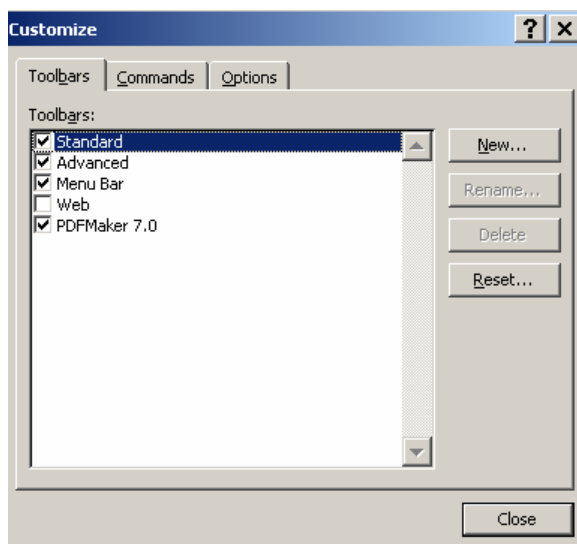 Customize
? ×
Toolbars Commands Options
Toolbars:
Standard
Advanced
Menu Bar
Web
PDFMaker 7.0
New...
Rename...
Delete
Reset...
Close